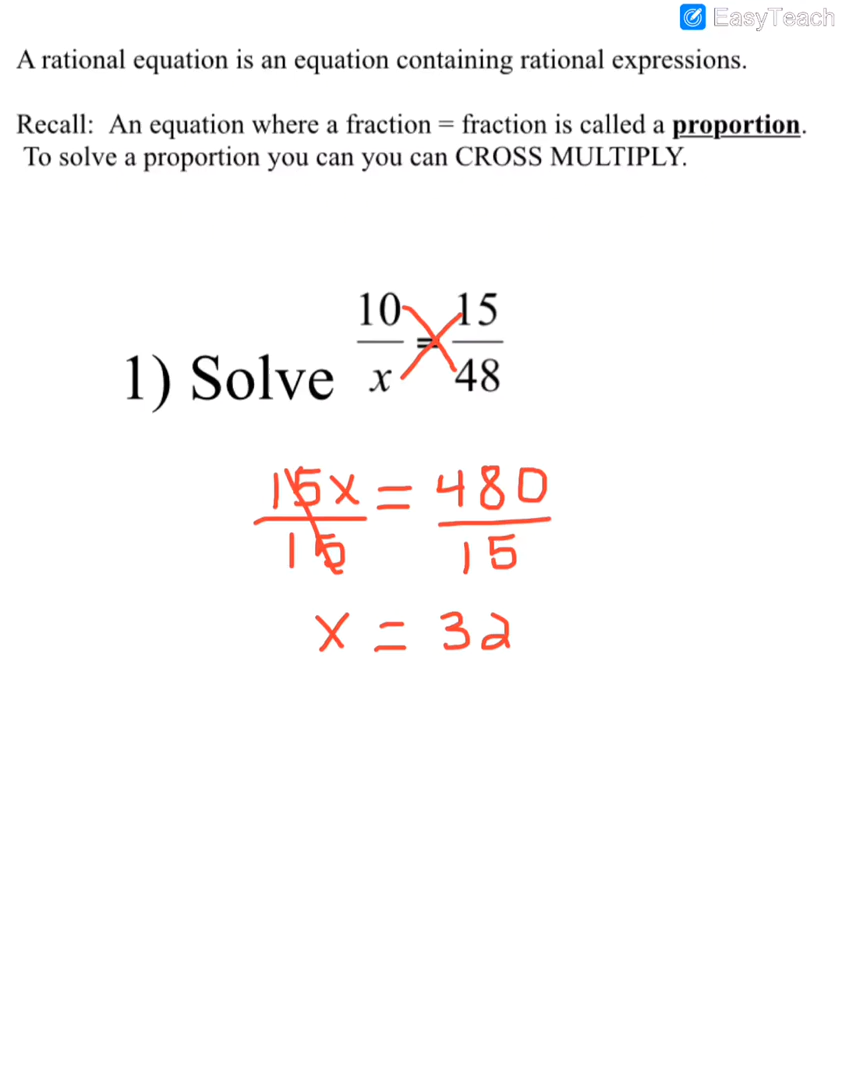 EasyTeach
A rational equation is an equation containing rational expressions.
Recall: An equation where a fraction = fraction is called a proportion.
To solve a proportion you can you can CROSS MULTIPLY.
1) Solve 10/x = 15/48
15x/15 = 480/15
x = 32